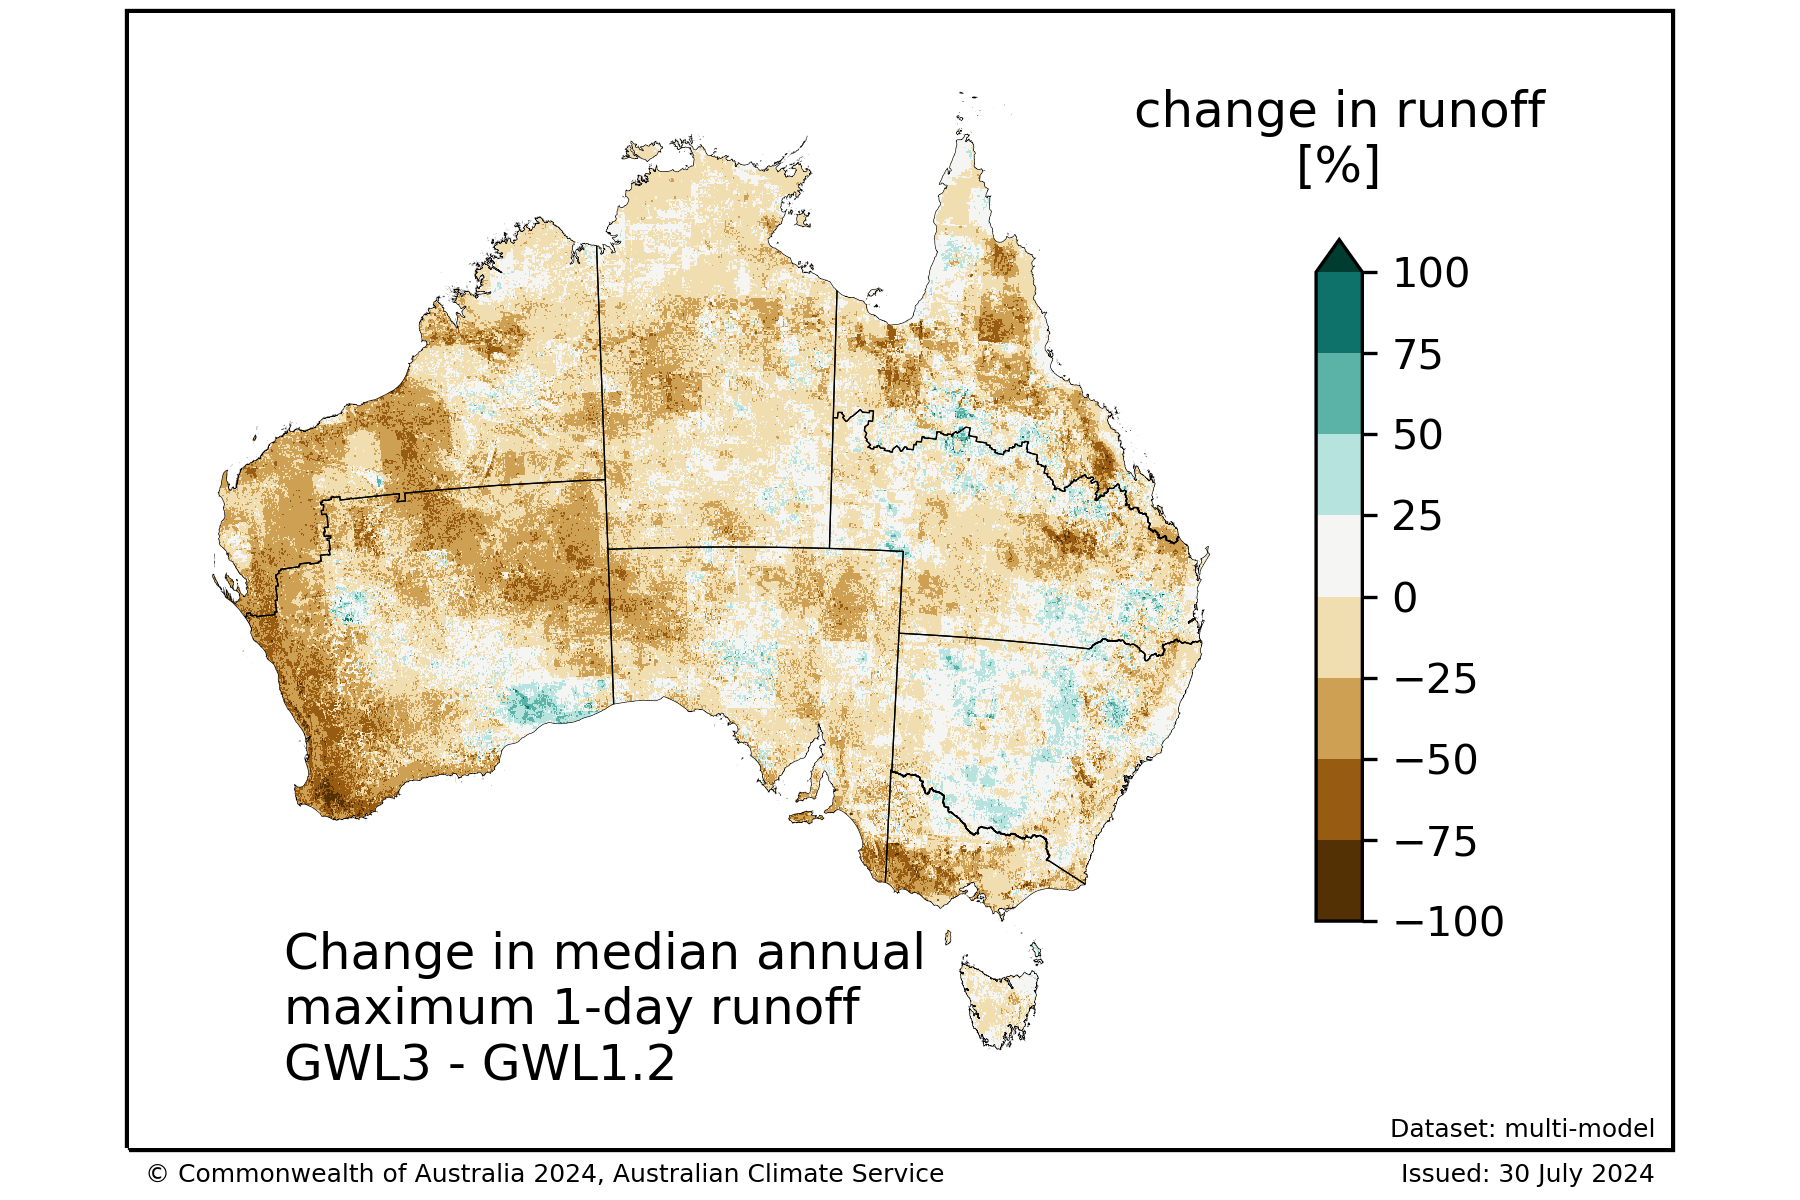 change in runoff
[%]
100
75
50
25
0
−25
−50
−75
−100
Change in median annual
maximum 1-day runoff
GWL3 - GWL1.2
Dataset: multi-model
© Commonwealth of Australia 2024, Australian Climate Service
Issued: 30 July 2024